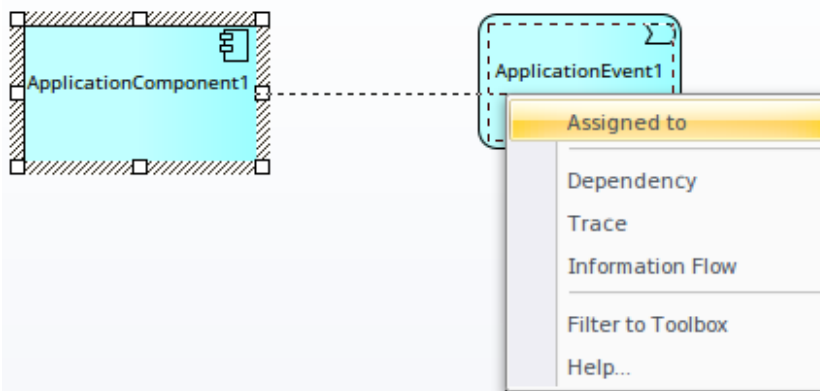 ApplicationComponent1
ApplicationEvent1
Assigned to
Dependency
Trace
Information Flow
Filter to Toolbox
Help...